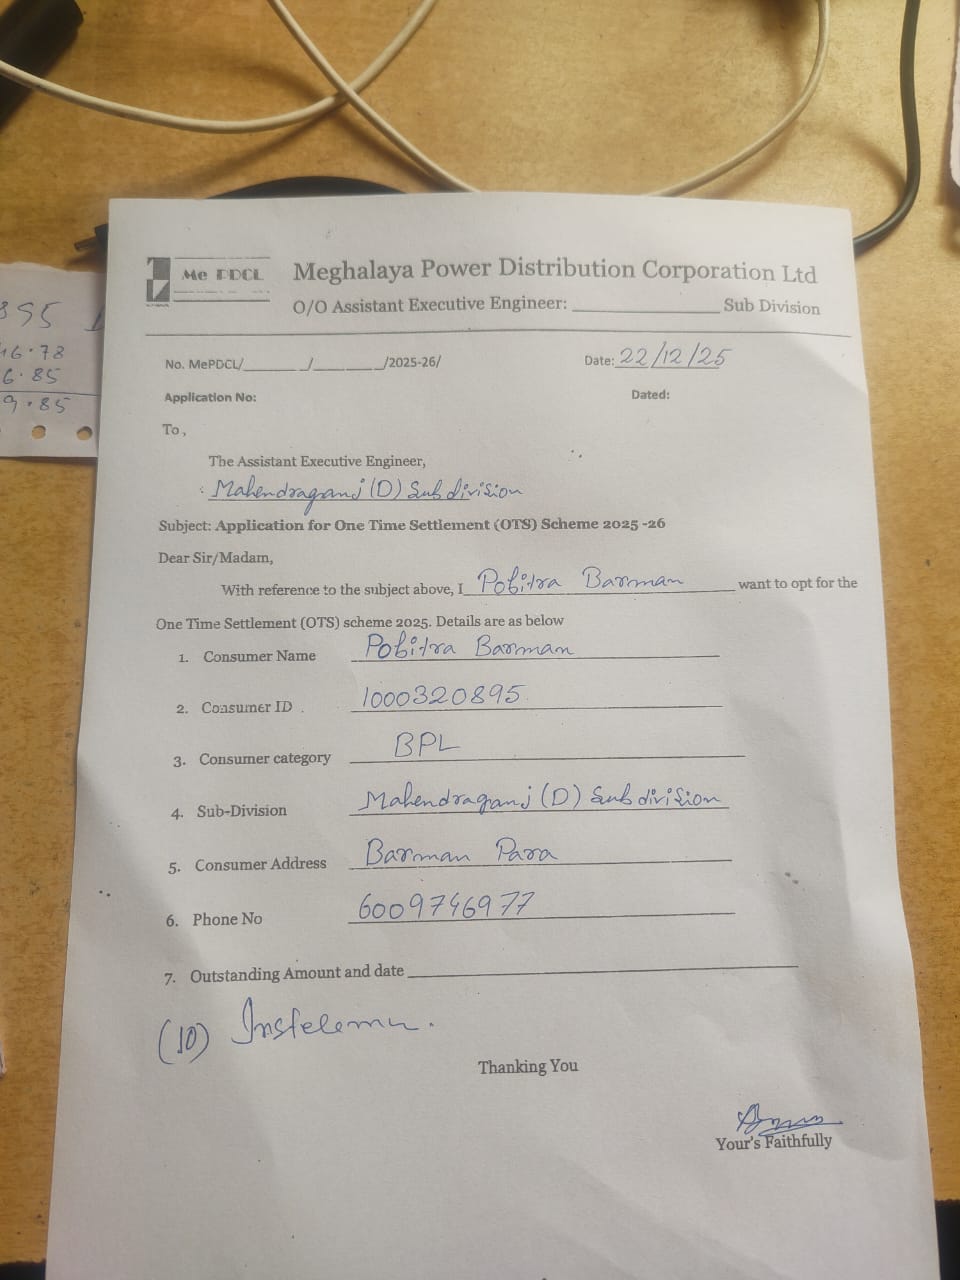 Me PDCL
Meghalaya Power Distribution Corporation Ltd
O/O Assistant Executive Engineer: ____________ Sub Division
No. MePDCL/________/________/2025-26/
Date: 22/12/25
Application No:
Dated:
To,
The Assistant Executive Engineer,
Mahendraganj (D) Sub division
Subject: Application for One Time Settlement (OTS) Scheme 2025 -26
Dear Sir/Madam,
With reference to the subject above, I Pobitra Barman want to opt for the
One Time Settlement (OTS) scheme 2025. Details are as below
1. Consumer Name Pobitra Barman
2. Consumer ID 1000320895
3. Consumer category BPL
4. Sub-Division Mahendraganj (D) Sub division
5. Consumer Address Barman Para
6. Phone No 6009746977
7. Outstanding Amount and date ____________
(10)
Thanking You
Your's Faithfully
895
6.85
9.85